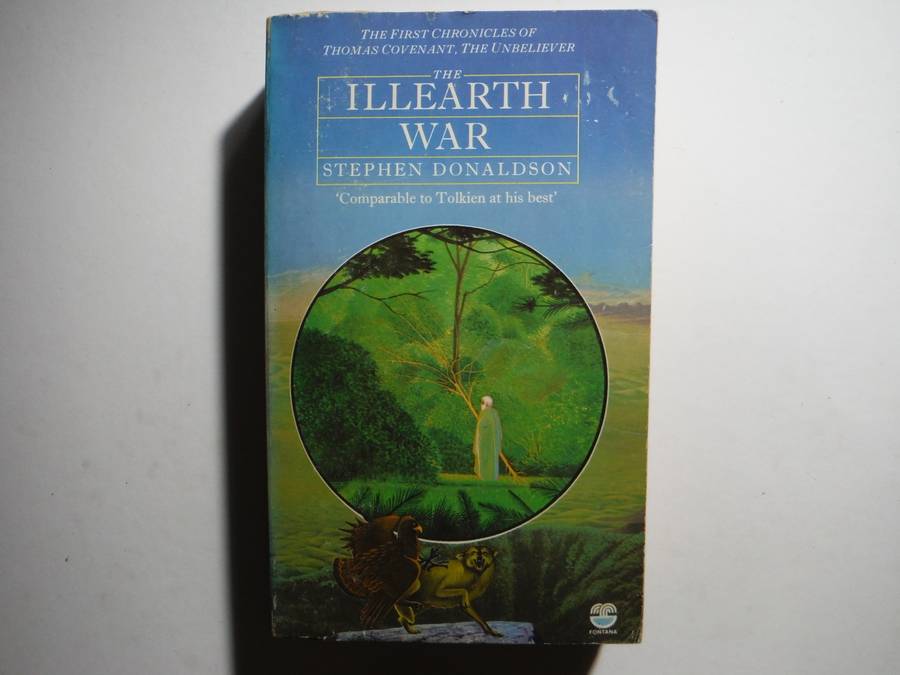 THE FIRST CHRONICLES OF
THOMAS COVENANT, THE UNBELIEVER
THE
ILLEARTH
WAR
STEPHEN DONALDSON
‘Comparable to Tolkien at his best’
FONTANA